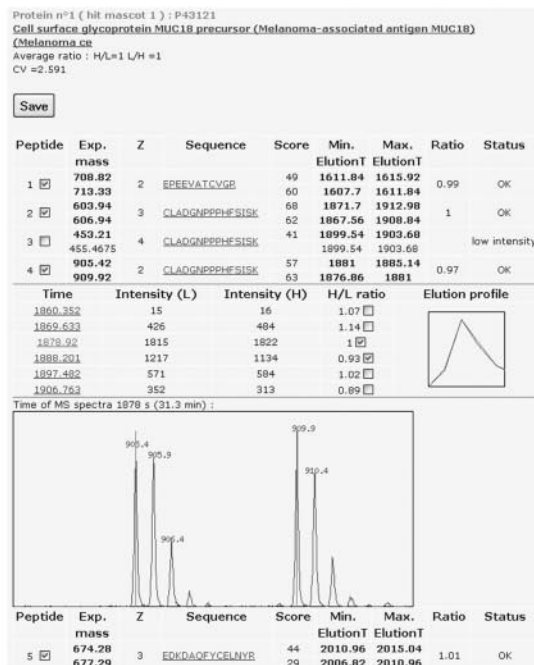 Protein n°1 ( hit mascot 1 ) : P43121
Cell surface glycoprotein MUC18 precursor (Melanoma-associated antigen MUC18)
(Melanoma ce
Average ratio : H/L=1 L/H =1
CV =2.591
Save
Peptide Exp. mass Z Sequence Score Min. ElutionT Max. ElutionT Ratio Status
708.82 49 1611.84 1615.92
1 2 EPEEVATCVGR 0.99 OK
713.33 60 1607.7 1611.84
603.94 68 1871.7 1912.98
2 3 CLADGNPPPHFSISK 1 OK
606.94 62 1867.56 1908.84
453.21 41 1899.54 1903.68
3 4 CLADGNPPPHFSISK low intensity
455.4675 1899.54 1903.68
905.42 57 1881 1885.14
4 2 CLADGNPPPHFSISK 0.97 OK
909.92 63 1876.86 1881
Time Intensity (L) Intensity (H) H/L ratio Elution profile
1860.352 15 16 1.07
1869.633 426 484 1.14
1878.92 1815 1822 1
1888.201 1217 1134 0.93
1897.482 571 584 1.02
1906.763 352 313 0.89
Time of MS spectra 1878 s (31.3 min) :
905.4 909.9
905.9
910.4
906.4
Peptide Exp. mass Z Sequence Score Min. ElutionT Max. ElutionT Ratio Status
674.28 44 2010.96 2015.04
5 3 EDKDAQFYCELNYR 1.01 OK
677.29 29 2006.82 2010.96